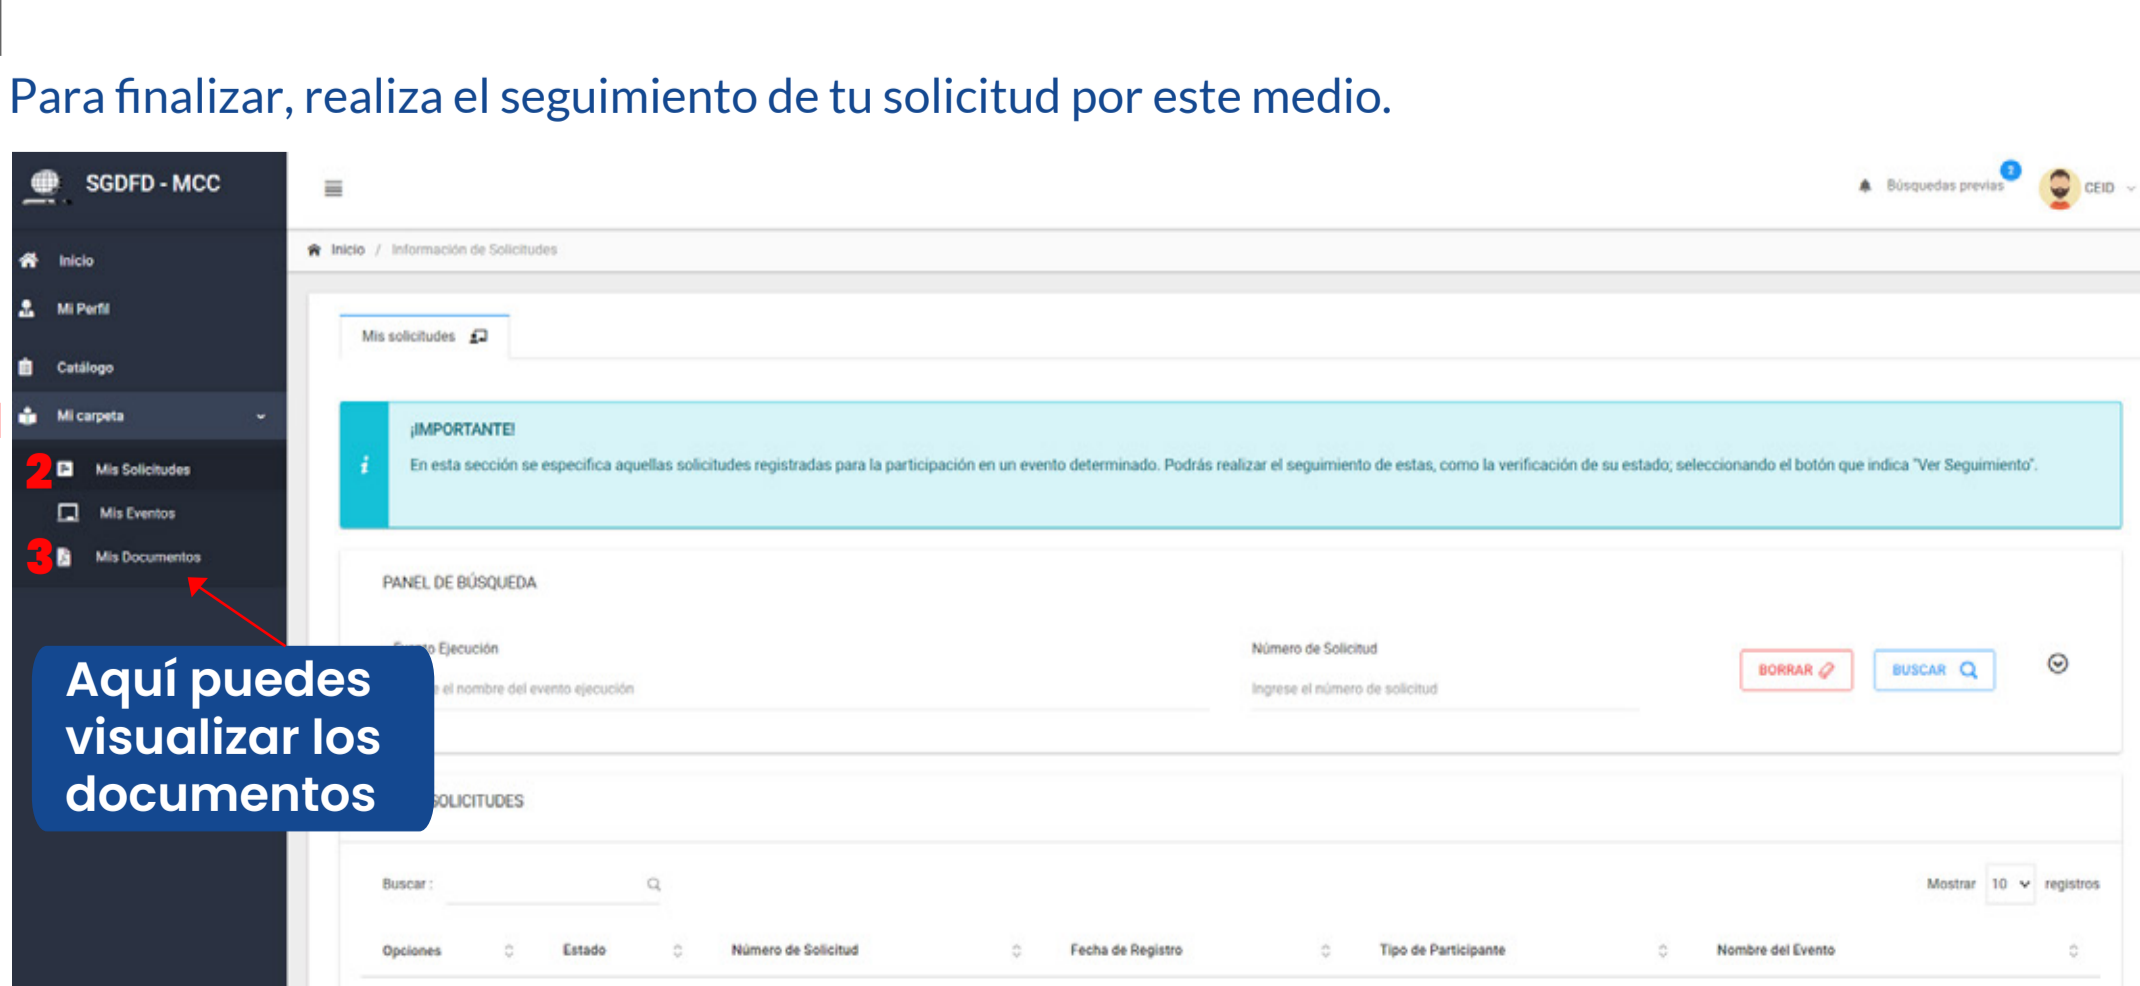 Para finalizar, realiza el seguimiento de tu solicitud por este medio.
SGDFD - MCC
Búsquedas previas 2
CEID
Inicio
Mi Perfil
Catálogo
Mi carpeta
2 Mis Solicitudes
Mis Eventos
3 Mis Documentos
Aquí puedes
visualizar los
documentos
Inicio / Información de Solicitudes
Mis solicitudes
¡IMPORTANTE!
i En esta sección se especifica aquellas solicitudes registradas para la participación en un evento determinado. Podrás realizar el seguimiento de estas, como la verificación de su estado; seleccionando el botón que indica "Ver Seguimiento".
PANEL DE BÚSQUEDA
Ejecución
Número de Solicitud
el nombre del evento ejecución
Ingrese el número de solicitud
BORRAR
BUSCAR
SOLICITUDES
Buscar :
Mostrar 10 registros
Opciones Estado Número de Solicitud Fecha de Registro Tipo de Participante Nombre del Evento